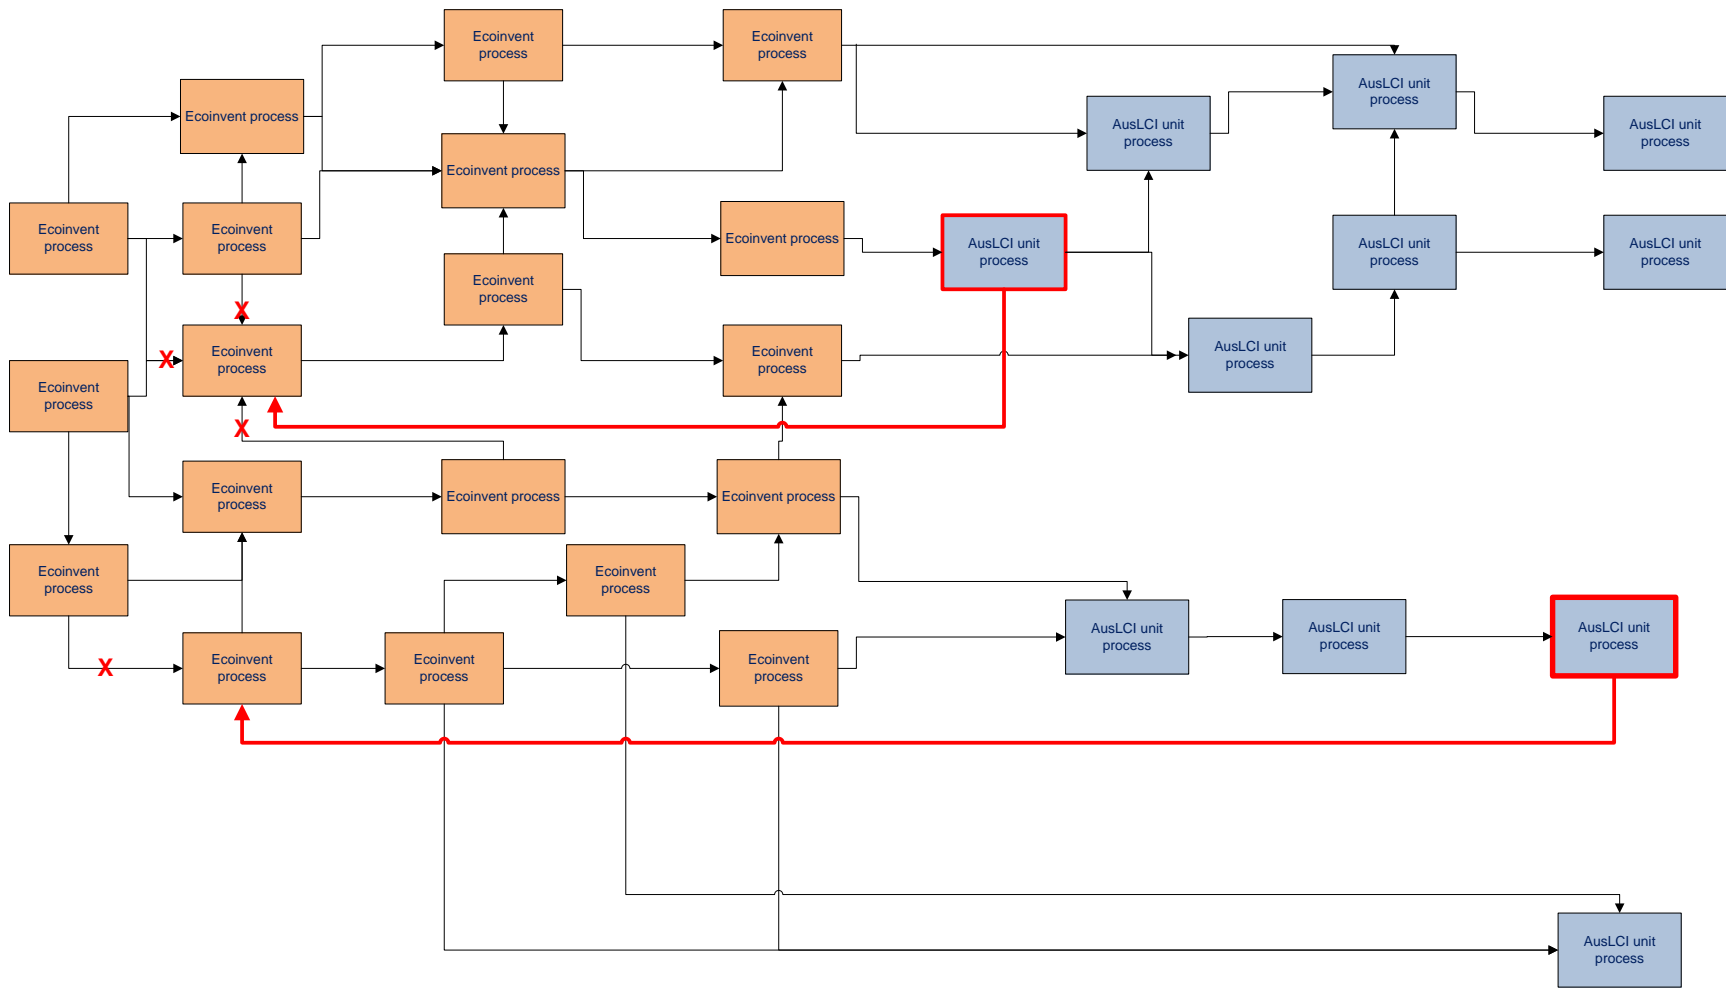 Ecoinvent
process
Ecoinvent
process
Ecoinvent process
AusLCI unit
process
AusLCI unit
process
AusLCI unit
process
Ecoinvent process
Ecoinvent
process
Ecoinvent
process
Ecoinvent process
Ecoinvent process
AusLCI unit
process
AusLCI unit
process
AusLCI unit
process
Ecoinvent
process
X
Ecoinvent
process
X
Ecoinvent
process
AusLCI unit
process
Ecoinvent
process
X
Ecoinvent
process
Ecoinvent process
Ecoinvent process
Ecoinvent
process
Ecoinvent
process
AusLCI unit
process
AusLCI unit
process
AusLCI unit
process
X
Ecoinvent
process
Ecoinvent
process
Ecoinvent
process
AusLCI unit
process